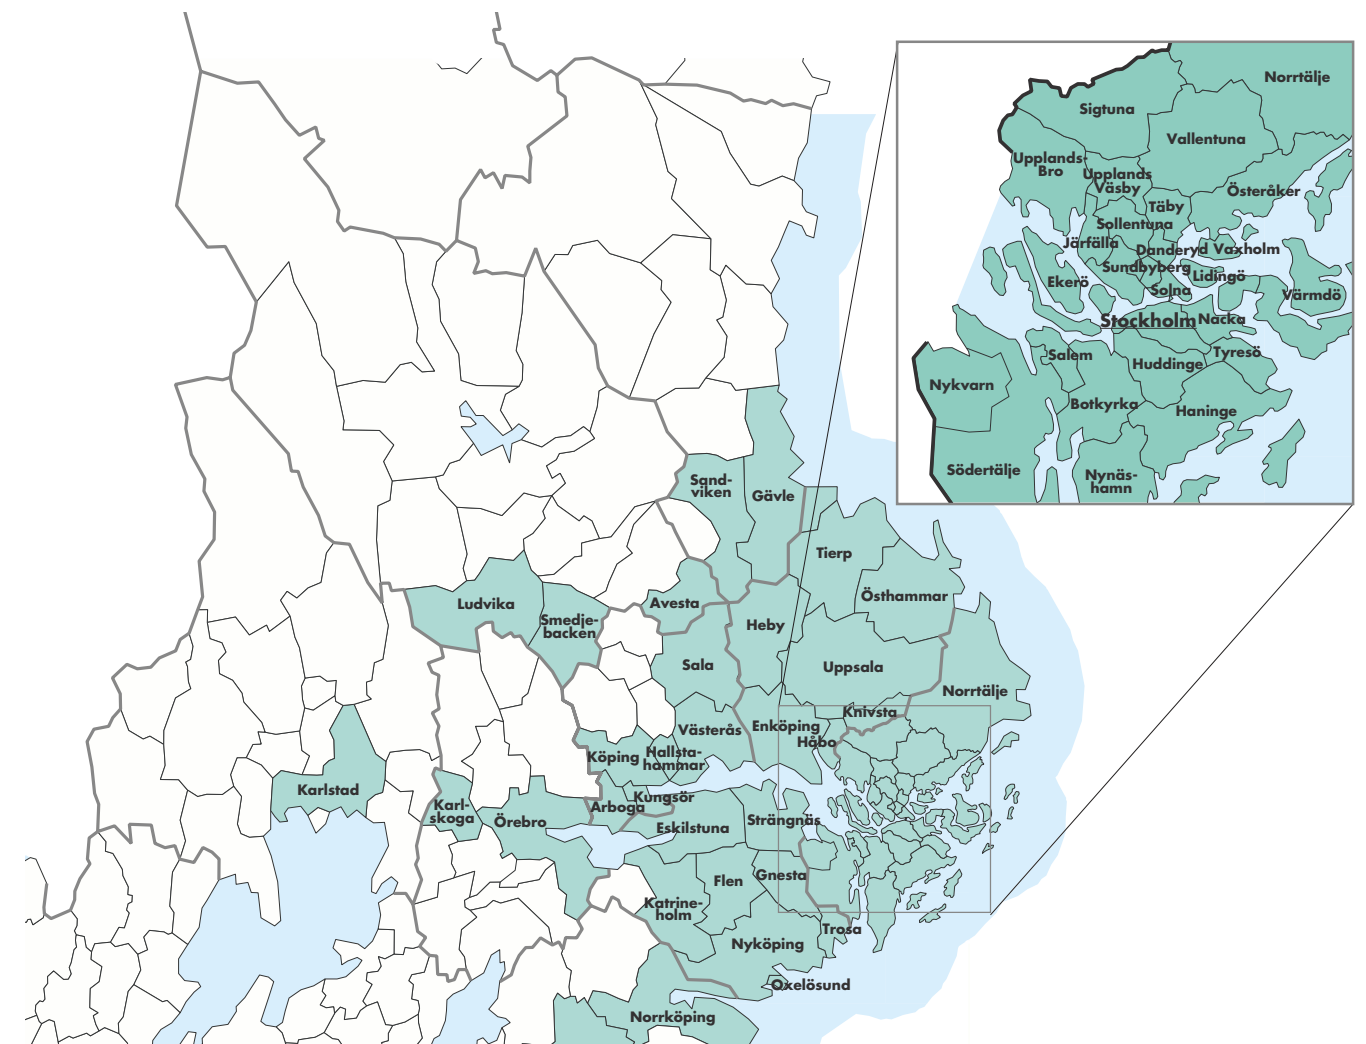 Norrtälje
Sigtuna
Vallentuna
Upplands-
Bro
Upplands
Väsby
Österåker
Täby
Sollentuna
Järfälla
Danderyd
Vaxholm
Sundbyberg
Lidingö
Ekerö
Solna
Värmdö
Stockholm
Nacka
Salem
Tyresö
Huddinge
Nykvarn
Botkyrka
Haninge
Södertälje
Nynäs-
hamn
Sand-
viken
Gävle
Tierp
Östhammar
Ludvika
Avesta
Smedje-
backen
Heby
Sala
Uppsala
Norrtälje
Knivsta
Enköping
Västerås
Håbo
Köping
Hallsta-
hammar
Karlstad
Kungsör
Arboga
Karl-
skoga
Örebro
Eskilstuna
Strängnäs
Flen
Gnesta
Katrine-
holm
Trosa
Nyköping
Oxelösund
Norrköping